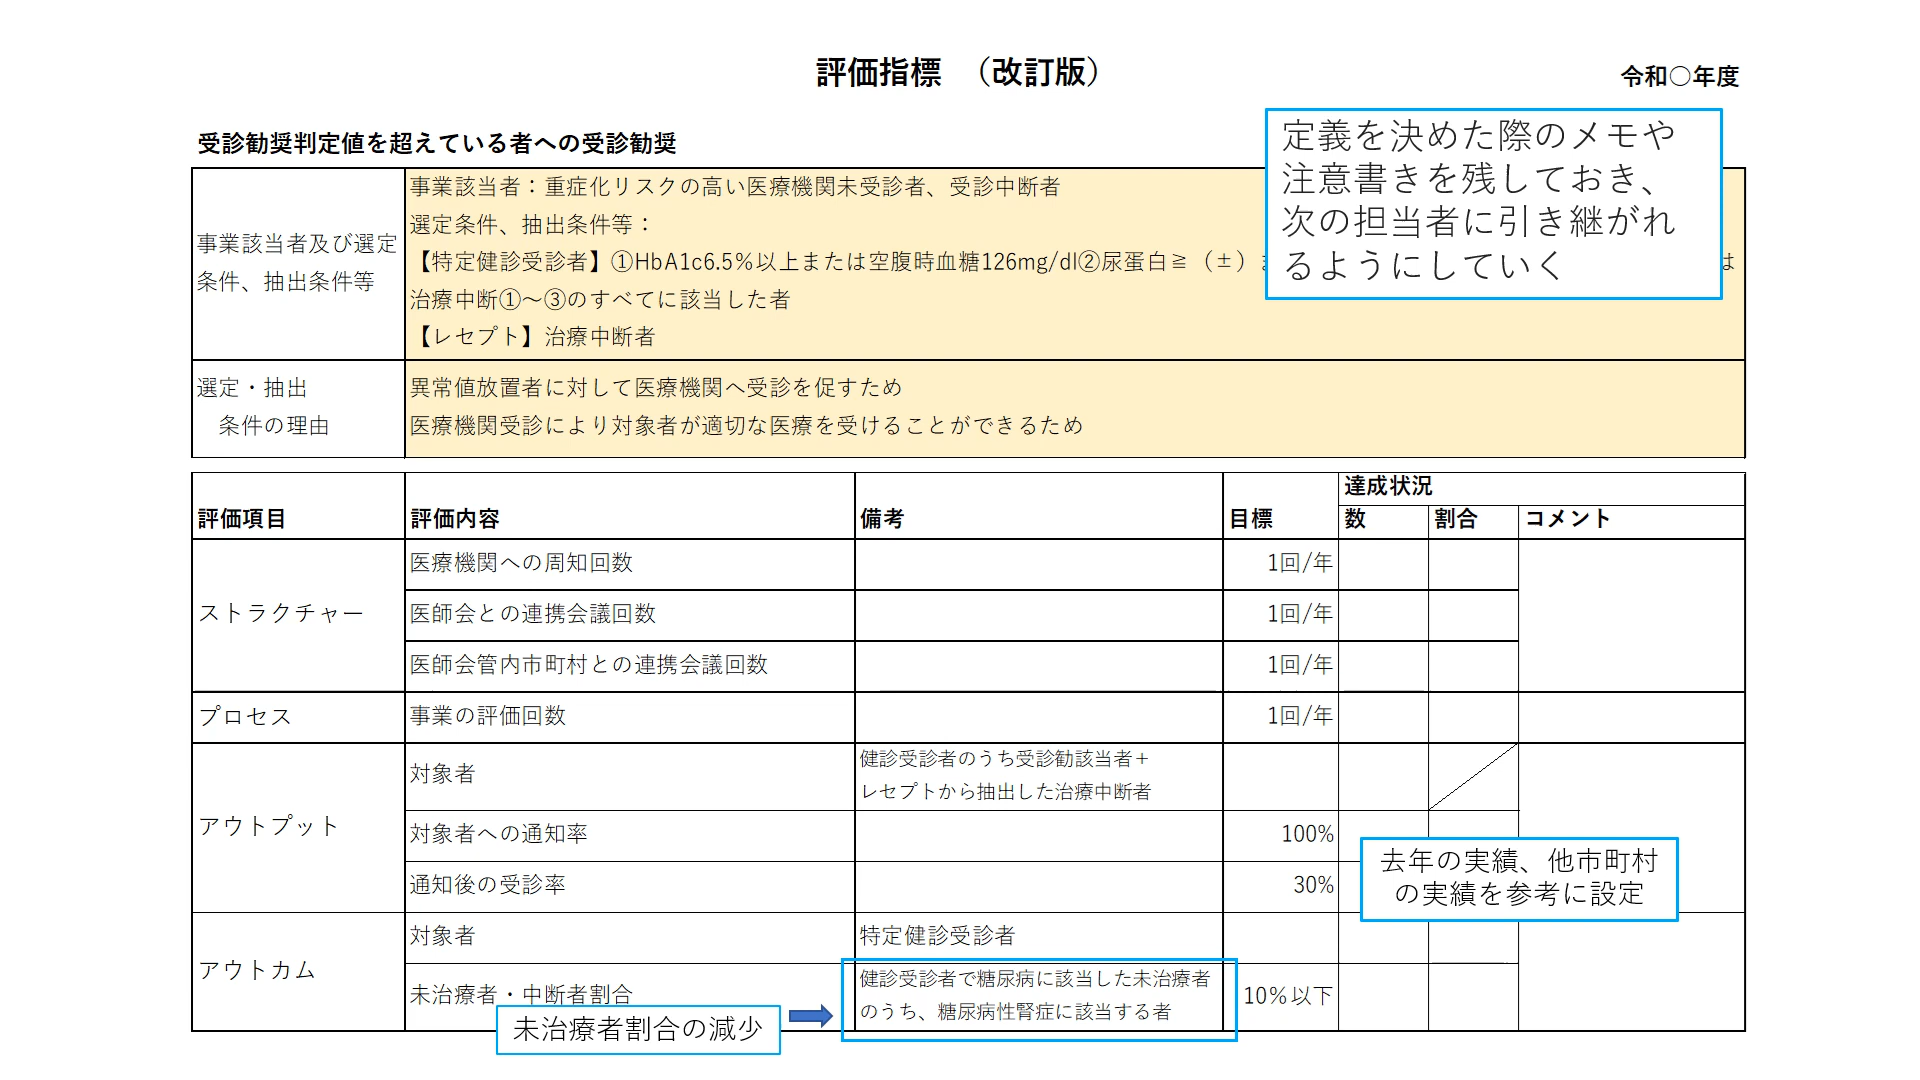 評価指標　（改訂版）
令和○年度
受診勧奨判定値を超えている者への受診勧奨
定義を決めた際のメモや
注意書きを残しておき、
次の担当者に引き継がれ
るようにしていく
事業該当者及び選定
条件、抽出条件等
事業該当者：重症化リスクの高い医療機関未受診者、受診中断者
選定条件、抽出条件等：
【特定健診受診者】①HbA1c6.5%以上または空腹時血糖126mg/dl②尿蛋白≧（±）
は
治療中断①～③のすべてに該当した者
【レセプト】治療中断者
選定・抽出
条件の理由
異常値放置者に対して医療機関へ受診を促すため
医療機関受診により対象者が適切な医療を受けることができるため
評価項目
評価内容
備考
目標
達成状況
数
割合
コメント
ストラクチャー
医療機関への周知回数
1回/年
医師会との連携会議回数
1回/年
医師会管内市町村との連携会議回数
1回/年
プロセス
事業の評価回数
1回/年
アウトプット
対象者
健診受診者のうち受診勧該当者＋
レセプトから抽出した治療中断者
対象者への通知率
100%
通知後の受診率
30%
去年の実績、他市町村
の実績を参考に設定
アウトカム
対象者
特定健診受診者
未治療者・中断者割合
健診受診者で糖尿病に該当した未治療者
のうち、糖尿病性腎症に該当する者
10%以下
未治療者割合の減少